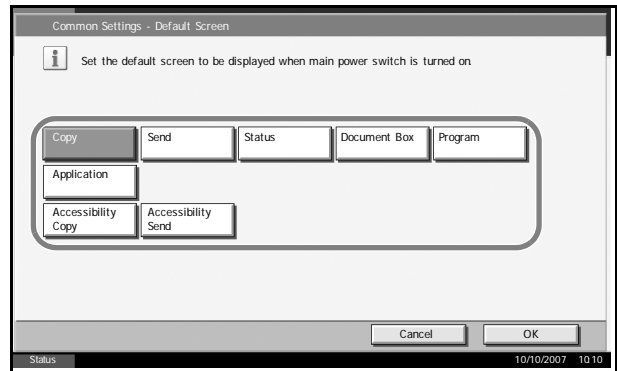 Common Settings - Default Screen
Set the default screen to be displayed when main power switch is turned on.
Copy Send Status Document Box Program
Application
Accessibility Copy Accessibility Send
Cancel OK
Status 10/10/2007 10:10